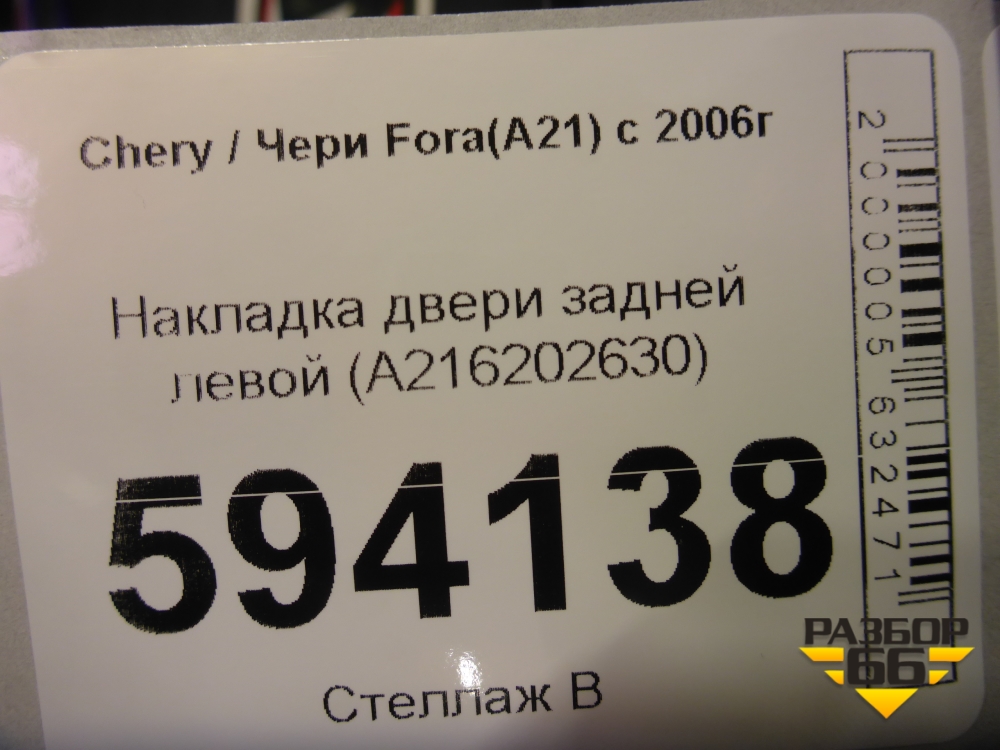 Chery / Чери Fora(A21) с 2006г
Накладка двери задней
левой (A216202630)
594138
Стеллаж В
2000005632471
РАЗБОР
66